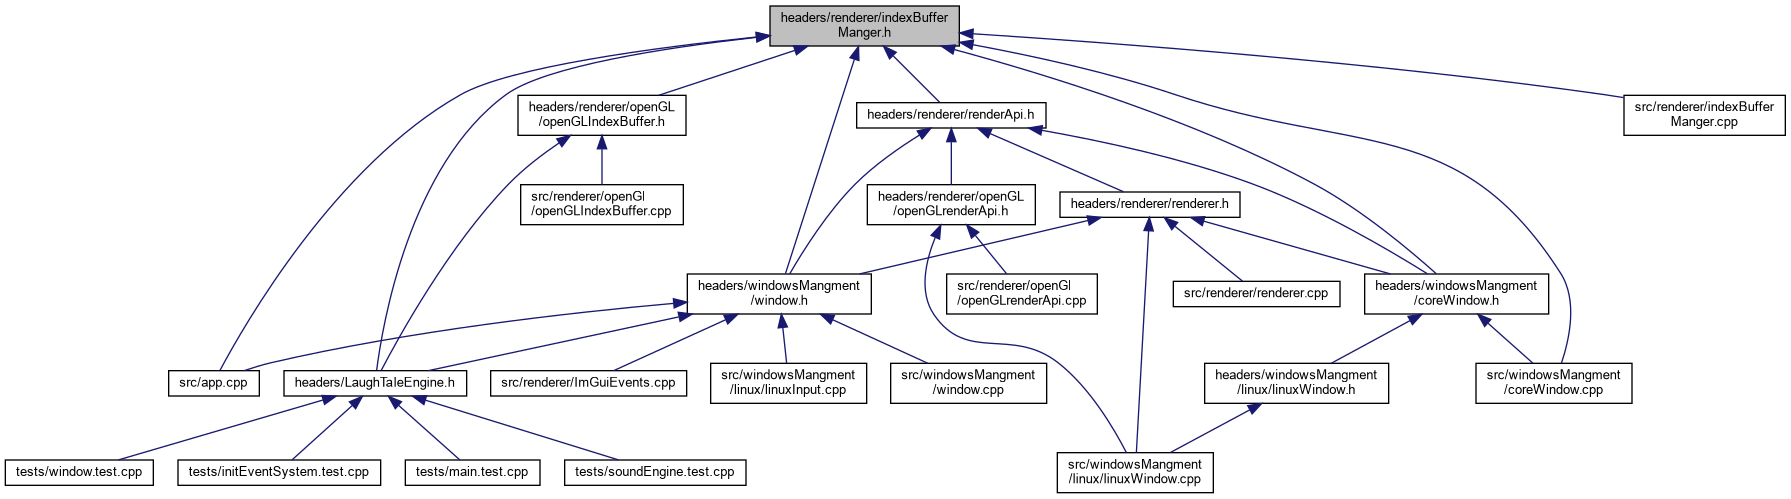 headers/renderer/indexBuffer
Manger.h
headers/renderer/openGL
/openGLIndexBuffer.h
headers/renderer/renderApi.h
src/renderer/indexBuffer
Manger.cpp
src/renderer/openGl
/openGLIndexBuffer.cpp
headers/renderer/openGL
/openGLrenderApi.h
headers/renderer/renderer.h
headers/windowsMangment
/window.h
src/renderer/openGl
/openGLrenderApi.cpp
src/renderer/renderer.cpp
headers/windowsMangment
/coreWindow.h
src/app.cpp
headers/LaughTaleEngine.h
src/renderer/ImGuiEvents.cpp
src/windowsMangment
/linux/linuxInput.cpp
src/windowsMangment
/window.cpp
headers/windowsMangment
/linux/linuxWindow.h
src/windowsMangment
/coreWindow.cpp
tests/window.test.cpp
tests/initEventSystem.test.cpp
tests/main.test.cpp
tests/soundEngine.test.cpp
src/windowsMangment
/linux/linuxWindow.cpp